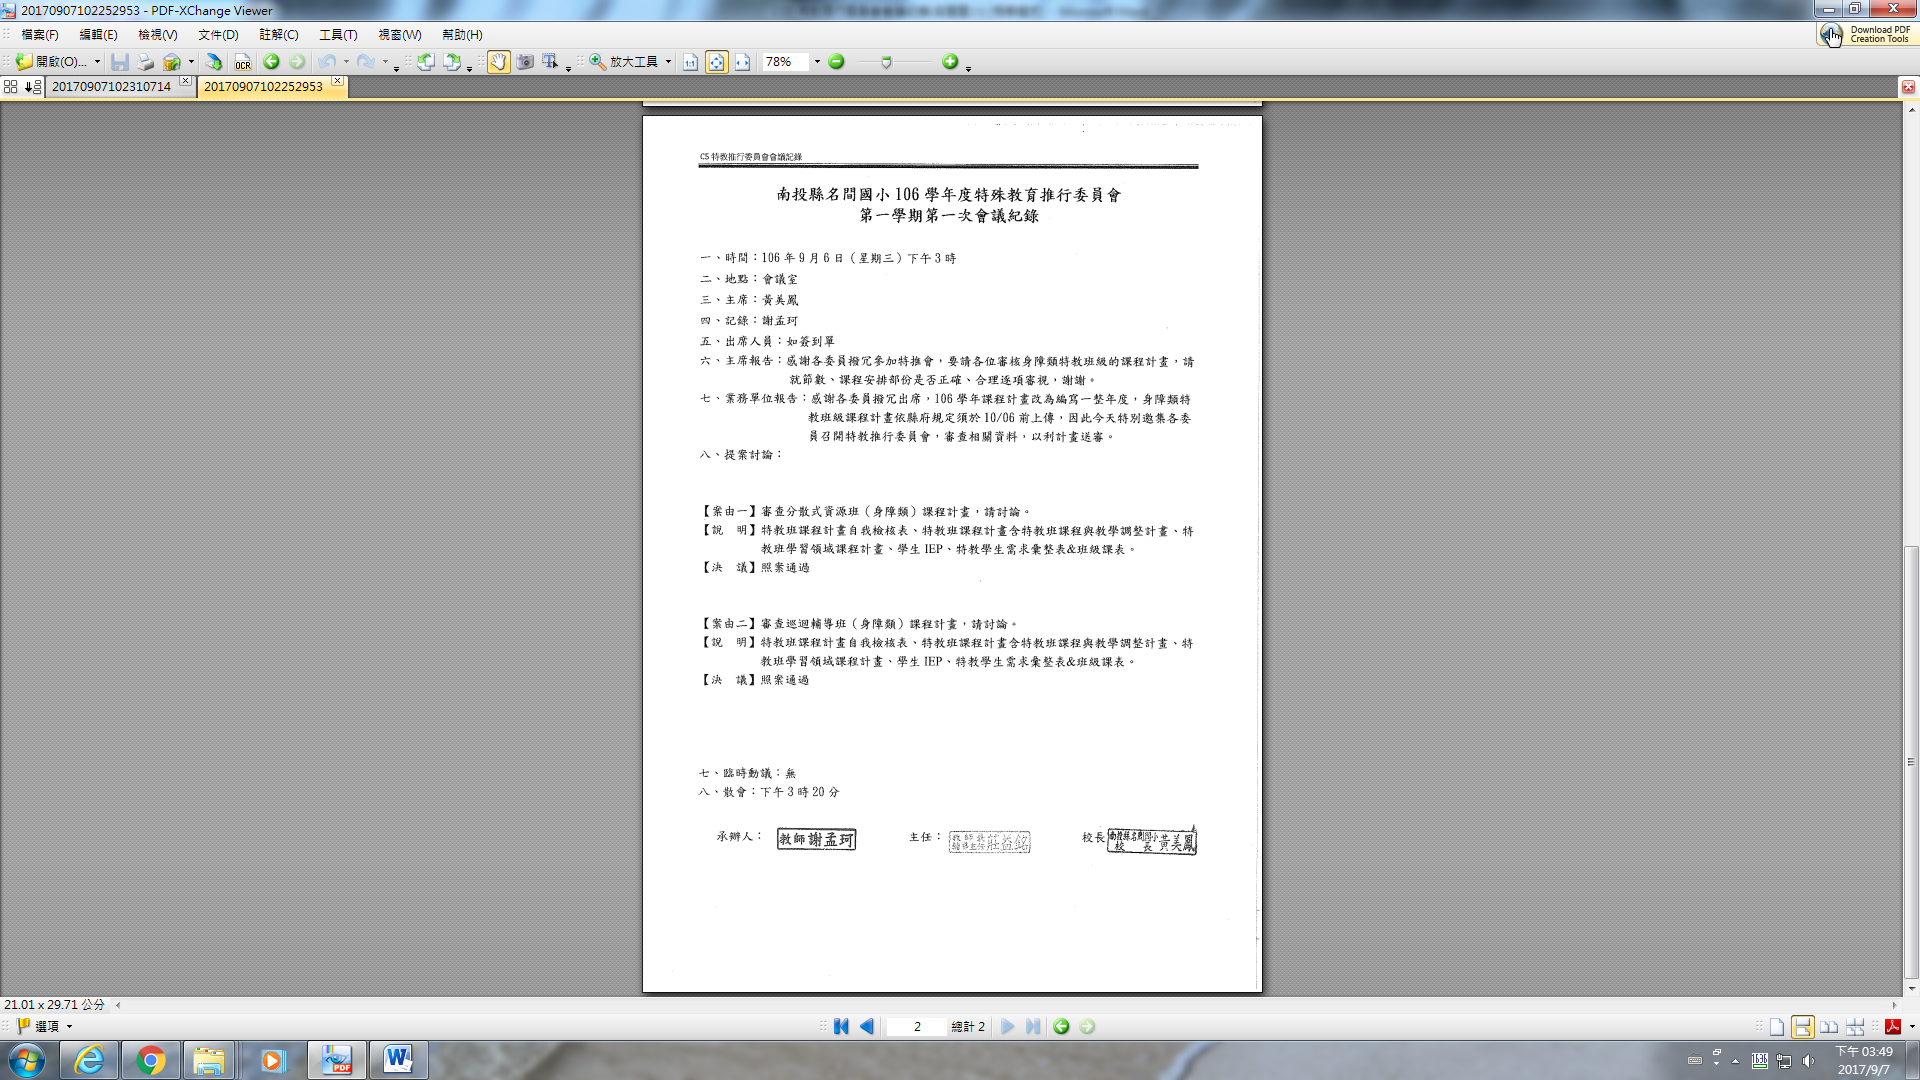 20170907102252953 - PDF-XChange Viewer
檔案(F) 編輯(E) 檢視(V) 文件(D) 註解(C) 工具(T) 視窗(W) 幫助(H)
Download PDF
Creation Tools
開啟(O)... OCR 放大工具 1:1 78%
20170907102310714 20170907102252953
C5 特教推行委員會會議記錄
南投縣名間國小 106 學年度特殊教育推行委員會
第一學期第一次會議紀錄
一、時間：106 年 9 月 6 日（星期三）下午 3 時
二、地點：會議室
三、主席：黃美鳳
四、記錄：謝孟珂
五、出席人員：如簽到單
六、主席報告：感謝各委員撥冗參加特推會，要請各位審核身障類特教班級的課程計畫，請
就節數、課程安排部份是否正確、合理逐項審視，謝謝。
七、業務單位報告：感謝各委員撥冗出席，106 學年課程計畫改為編寫一整年度，身障類特
教班級課程計畫依縣府規定須於 10/06 前上傳，因此今天特別邀集各委
員召開特教推行委員會，審查相關資料，以利計畫送審。
八、提案討論：
【案由一】審查分散式資源班（身障類）課程計畫，請討論。
【說 明】特教班課程計畫自我檢核表、特教班課程計畫含特教班課程與教學調整計畫、特
教班學習領域課程計畫、學生 IEP、特教學生需求彙整表&班級課表。
【決 議】照案通過
【案由二】審查巡迴輔導班（身障類）課程計畫，請討論。
【說 明】特教班課程計畫自我檢核表、特教班課程計畫含特教班課程與教學調整計畫、特
教班學習領域課程計畫、學生 IEP、特教學生需求彙整表&班級課表。
【決 議】照案通過
七、臨時動議：無
八、散會：下午 3 時 20 分
承辦人： 教師謝孟珂 主任： 輔導主任莊益銘 校長 南投縣名間國小校長黃美鳳
21.01 x 29.71 公分
選項 2 總計 2
下午 03:49
2017/9/7